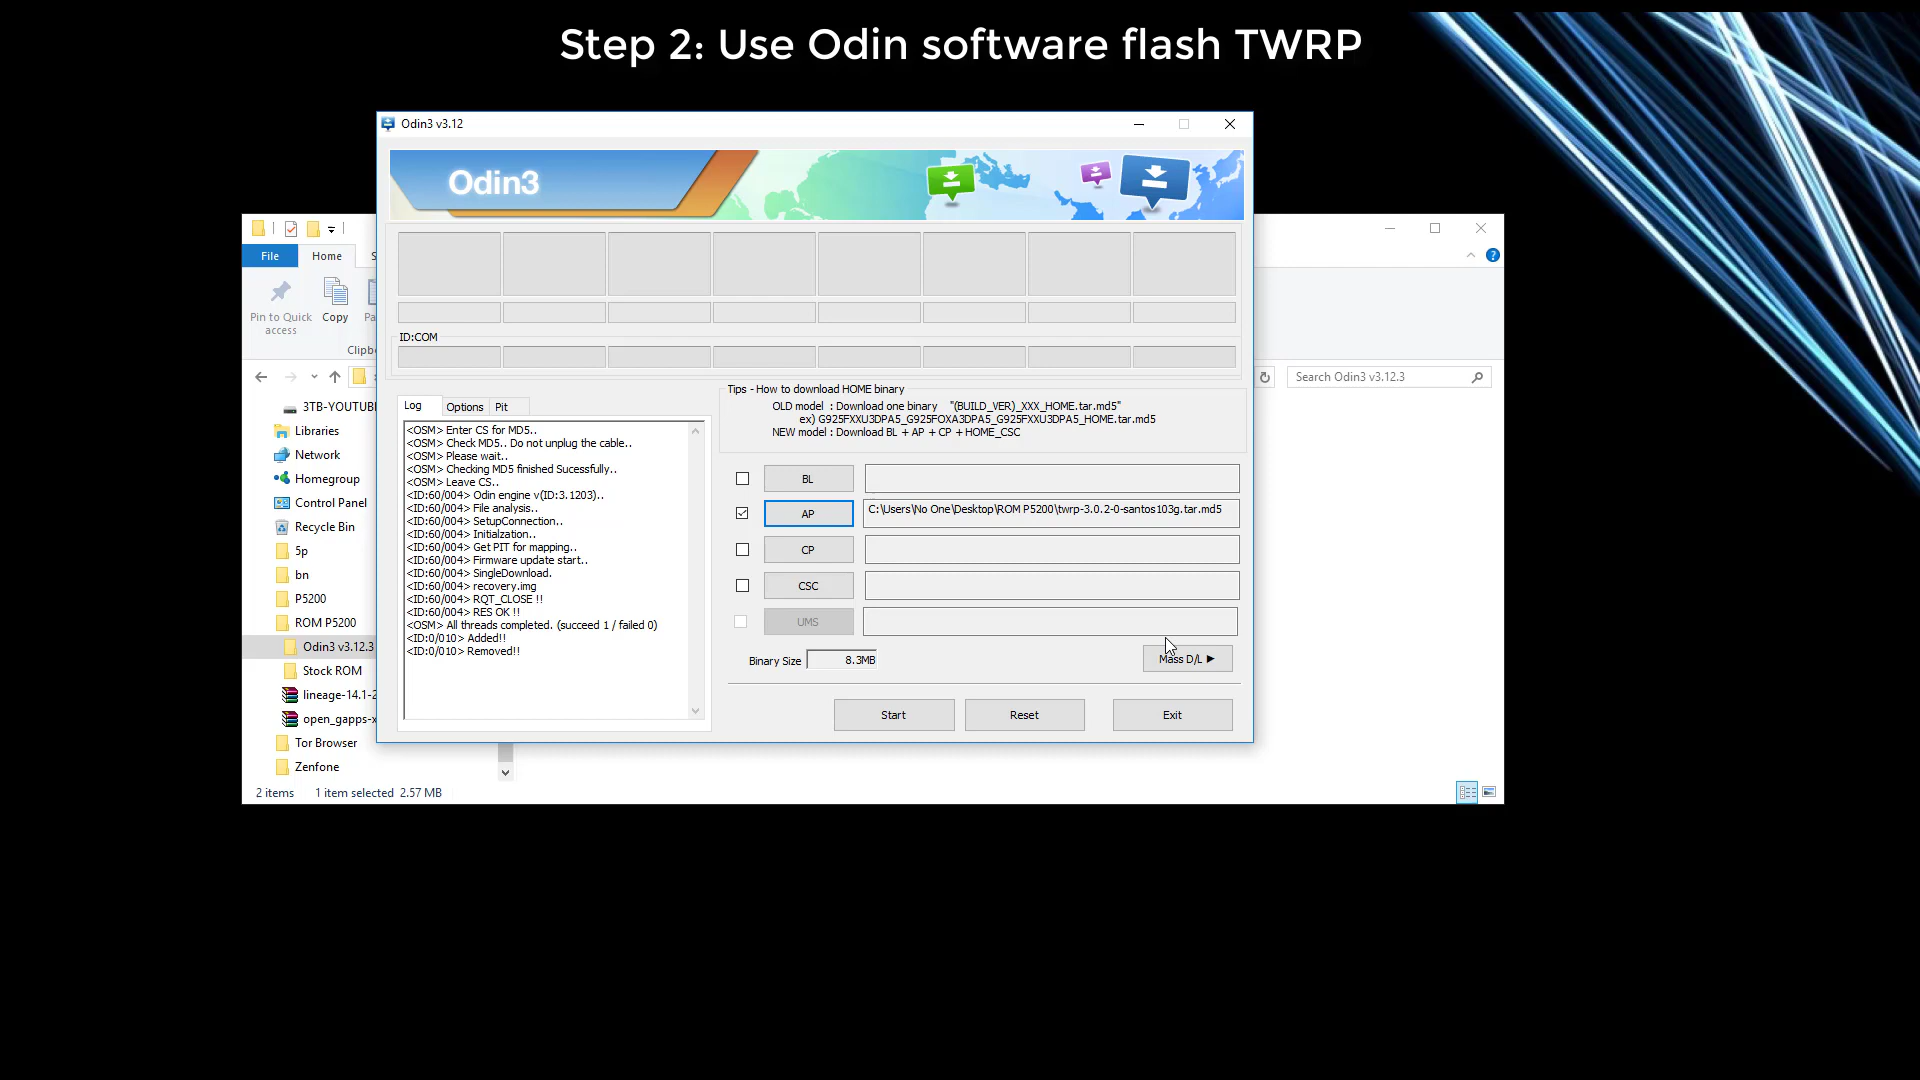 Step 2: Use Odin software flash TWRP
Odin3 v3.12
Odin3
File
Home
Pin to Quick access
Copy
Pa
Clipb
ID:COM
Search Odin3 v3.12.3
3TB-YOUTUB
Libraries
Network
Homegroup
Control Panel
Recycle Bin
5p
bn
P5200
ROM P5200
Odin3 v3.12.3
Stock ROM
lineage-14.1-2
open_gapps-x
Tor Browser
Zenfone
2 items 1 item selected 2.57 MB
Log
Options
Pit
<OSM> Enter CS for MD5..
<OSM> Check MD5.. Do not unplug the cable..
<OSM> Please wait..
<OSM> Checking MD5 finished Sucessfully..
<OSM> Leave CS..
<ID:60/004> Odin engine v(ID:3.1203)..
<ID:60/004> File analysis..
<ID:60/004> SetupConnection..
<ID:60/004> Initialzation..
<ID:60/004> Get PIT for mapping..
<ID:60/004> Firmware update start..
<ID:60/004> SingleDownload.
<ID:60/004> recovery.img
<ID:60/004> RQT_CLOSE !!
<ID:60/004> RES OK !!
<OSM> All threads completed. (succeed 1 / failed 0)
<ID:0/010> Added!!
<ID:0/010> Removed!!
Tips - How to download HOME binary
OLD model : Download one binary "(BUILD_VER)_XXX_HOME.tar.md5"
ex) G925FXXU3DPA5_G925FOXA3DPA5_G925FXXU3DPA5_HOME.tar.md5
NEW model : Download BL + AP + CP + HOME_CSC
BL
AP
C:\Users\No One\Desktop\ROM P5200\twrp-3.0.2-0-santos103g.tar.md5
CP
CSC
UMS
Binary Size 8.3MB
Mass D/L
Start
Reset
Exit